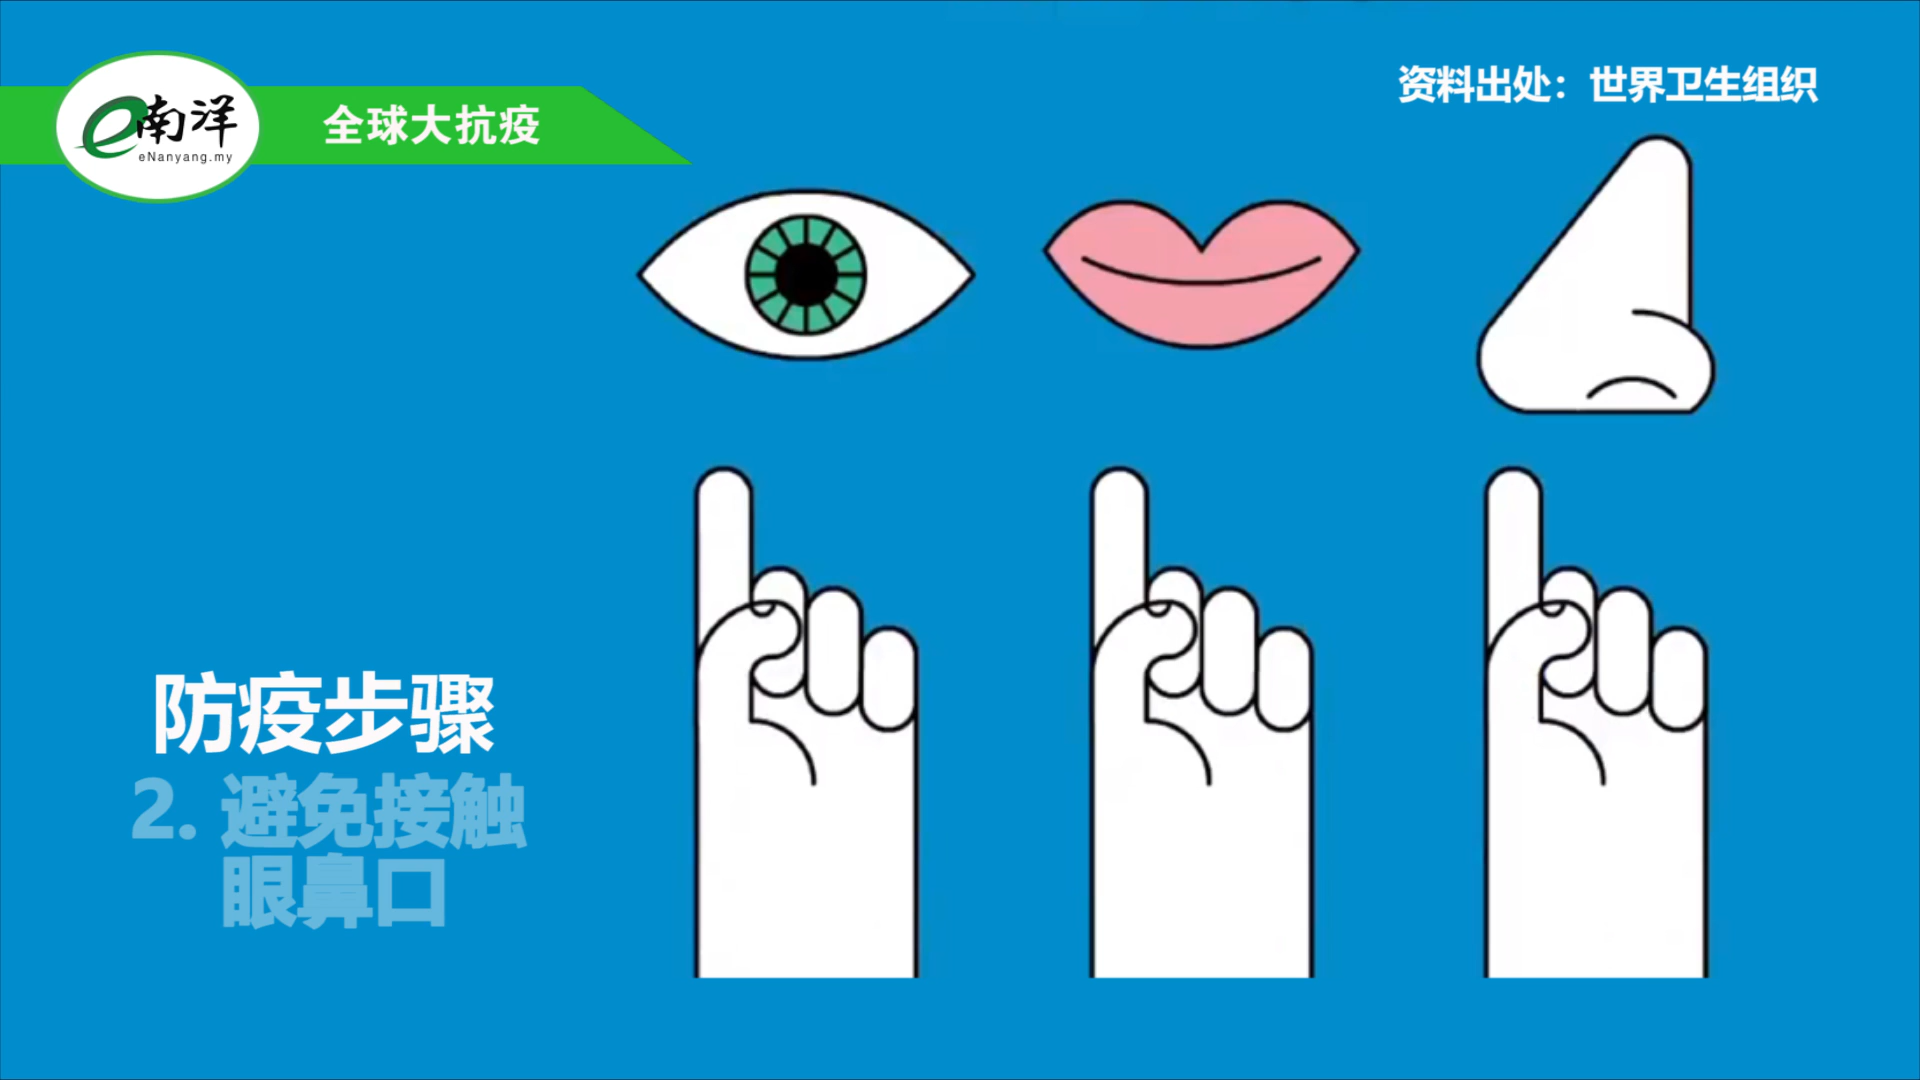 e南洋
eNanyang.my
全球大抗疫
资料出处：世界卫生组织
防疫步骤
2. 避免接触
眼鼻口